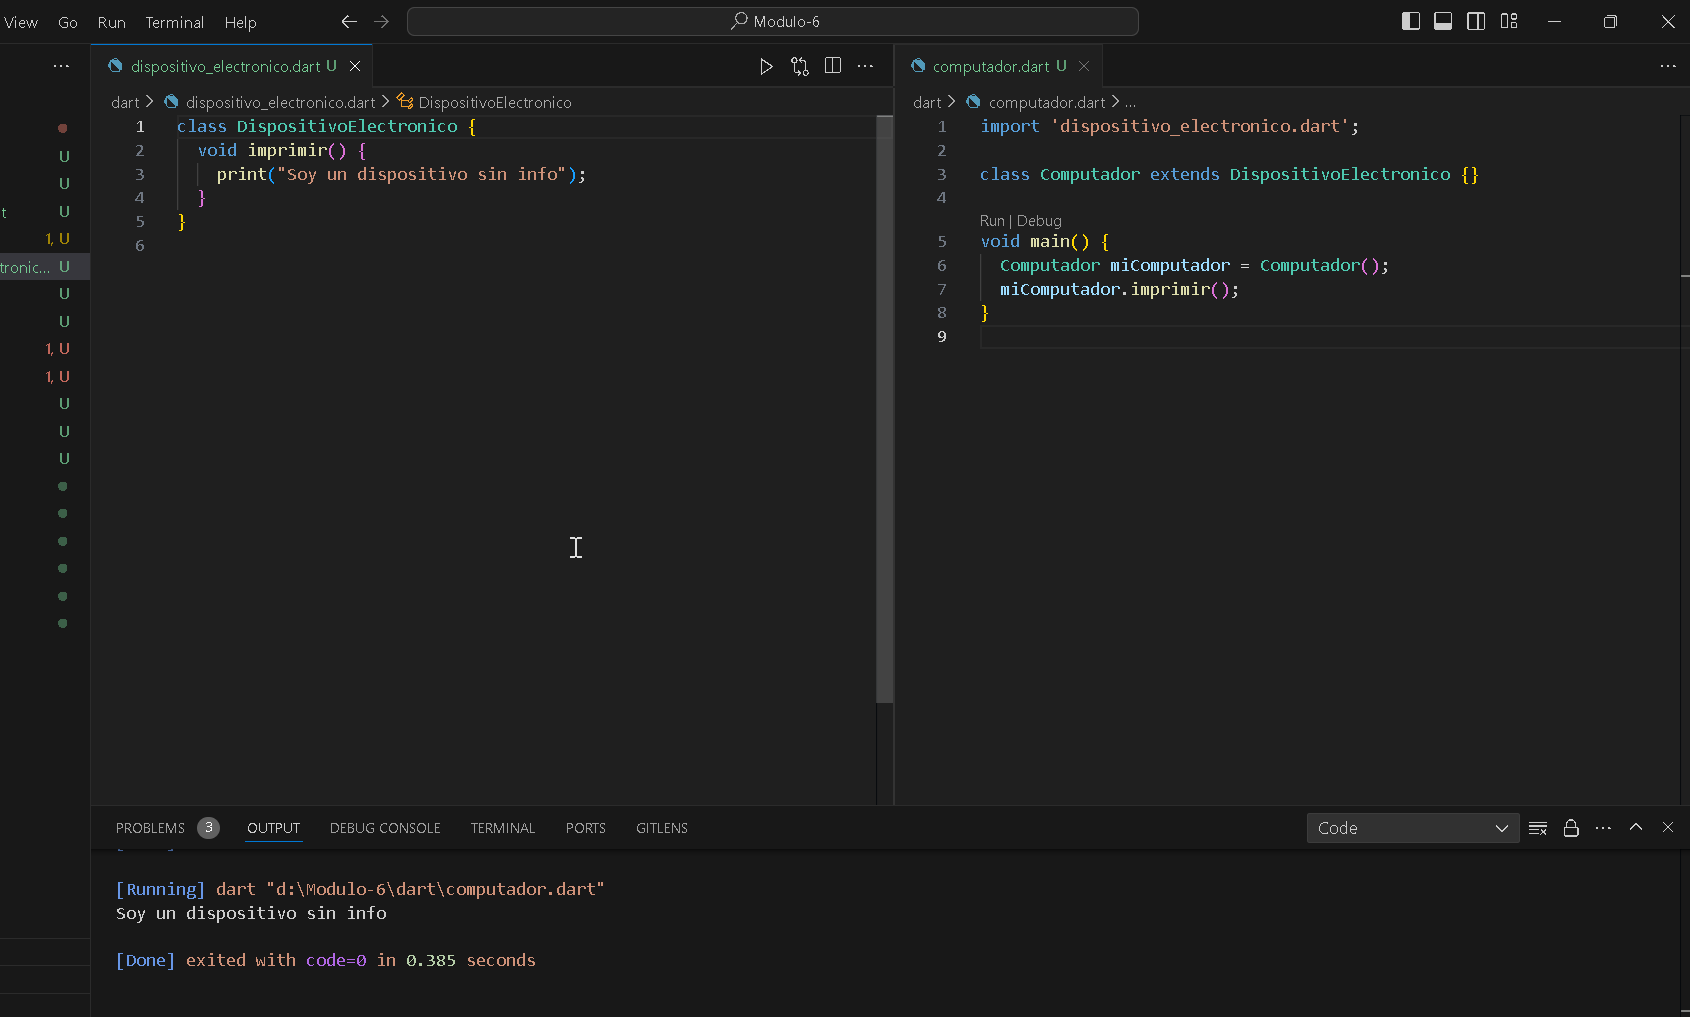 View Go Run Terminal Help
Modulo-6
dispositivo_electronico.dart U
dart > dispositivo_electronico.dart > DispositivoElectronico
1 class DispositivoElectronico {
2 void imprimir() {
3 print("Soy un dispositivo sin info");
4 }
5 }
6
computador.dart U
dart > computador.dart > ...
1 import 'dispositivo_electronico.dart';
2
3 class Computador extends DispositivoElectronico {}
4
Run | Debug
5 void main() {
6 Computador miComputador = Computador();
7 miComputador.imprimir();
8 }
9
U
U
t U
1, U
tronic... U
U
U
1, U
1, U
U
U
U
PROBLEMS 3 OUTPUT DEBUG CONSOLE TERMINAL PORTS GITLENS
Code
[Running] dart "d:\Modulo-6\dart\computador.dart"
Soy un dispositivo sin info
[Done] exited with code=0 in 0.385 seconds